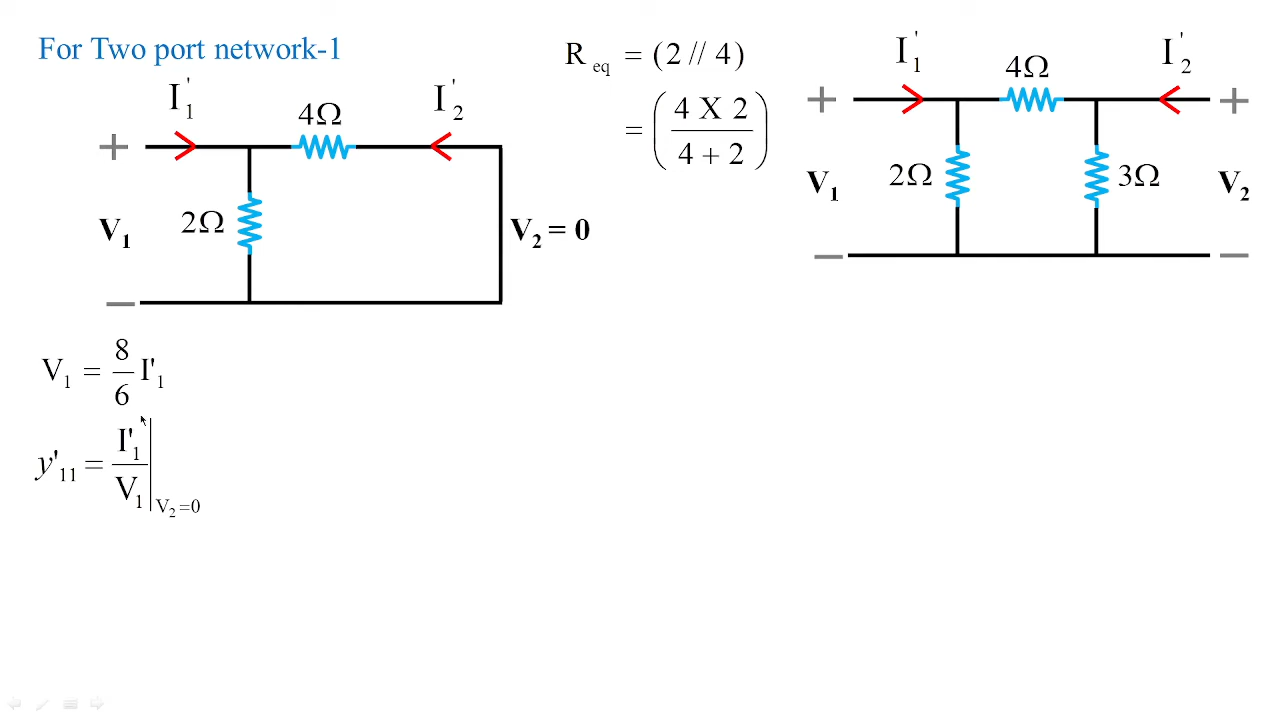 For Two port network-1
I'1
4Ω
I'2
+
2Ω
V1
V2 = 0
–
R eq = ( 2 // 4 )
= ( 4 X 2 / 4 + 2 )
I'1
4Ω
I'2
+
+
V1
2Ω
3Ω
V2
–
–
V1 = 8/6 I'1
y'11 = I'1/V1 |V2=0